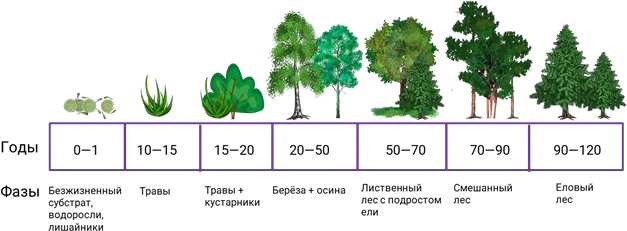 Годы 0—1 10—15 15—20 20—50 50—70 70—90 90—120
Фазы Безжизненный субстрат, водоросли, лишайники
Травы
Травы + кустарники
Берёза + осина
Лиственный лес с подростом ели
Смешанный лес
Еловый лес